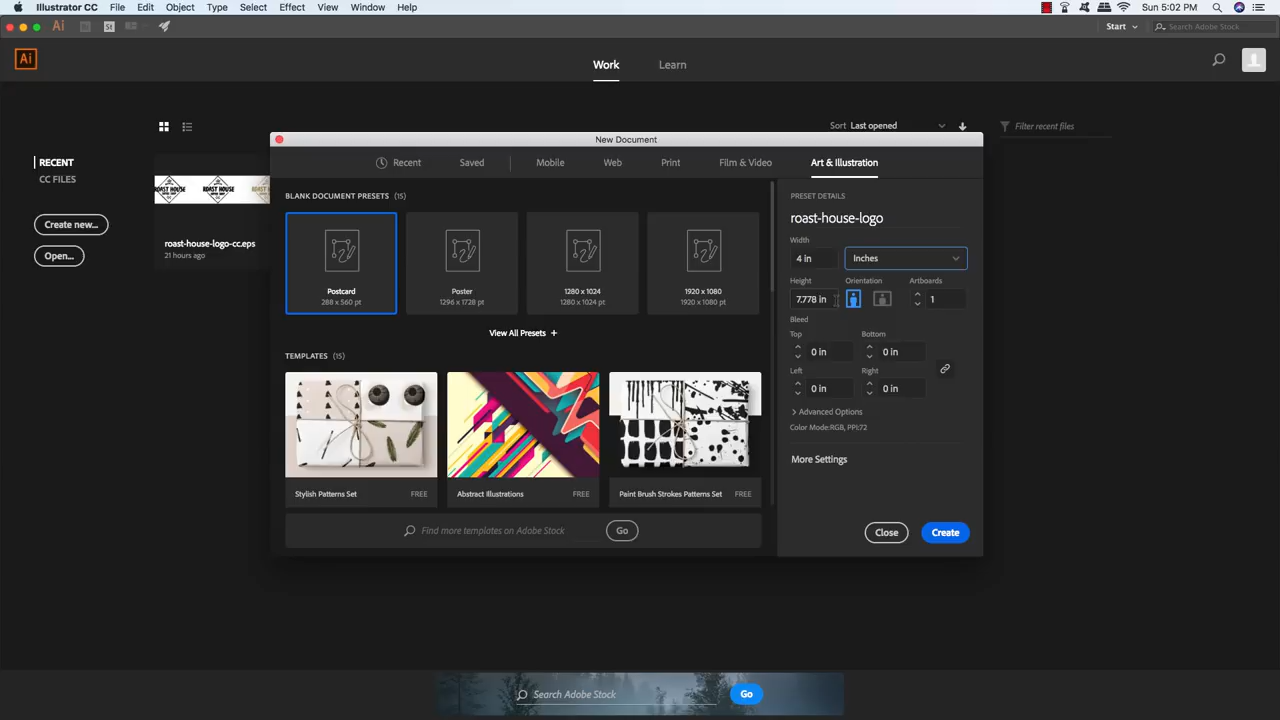 Illustrator CC File Edit Object Type Select Effect View Window Help Sun 5:02 PM
Ai Br St Start Search Adobe Stock
Ai Work Learn
Sort Last opened Filter recent files
New Document
RECENT
CC FILES
Create new...
Open...
ROAST HOUSE ROAST HOUSE
roast-house-logo-cc.eps
21 hours ago
Recent Saved Mobile Web Print Film & Video Art & Illustration
BLANK DOCUMENT PRESETS (15)
Postcard
288 x 560 pt
Poster
1296 x 1728 pt
1280 x 1024
1280 x 1024 pt
1920 x 1080
1920 x 1080 pt
View All Presets +
TEMPLATES (15)
Stylish Patterns Set FREE
Abstract Illustrations FREE
Paint Brush Strokes Patterns Set FREE
Find more templates on Adobe Stock Go
PRESET DETAILS
roast-house-logo
Width
4 in Inches
Height Orientation Artboards
7.778 in 1
Bleed
Top Bottom
0 in 0 in
Left Right
0 in 0 in
Advanced Options
Color Mode:RGB, PPI:72
More Settings
Close Create
Search Adobe Stock Go